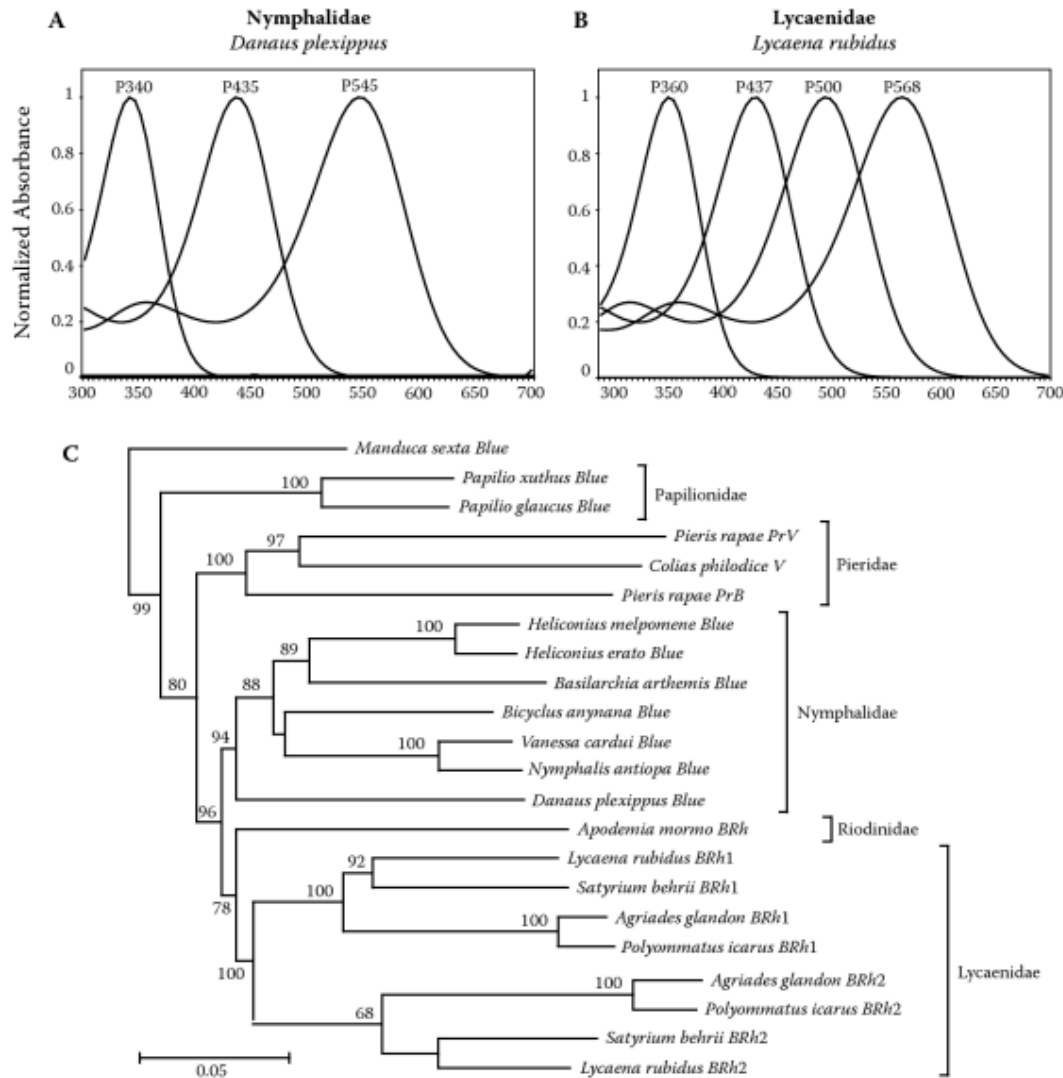 A
Nymphalidae
Danaus plexippus
Normalized Absorbance
P340
P435
P545
1
0.8
0.6
0.4
0.2
0
300
350
400
450
500
550
600
650
700
B
Lycaenidae
Lycaena rubidus
P360
P437
P500
P568
1
0.8
0.6
0.4
0.2
0
300
350
400
450
500
550
600
650
700
C
Manduca sexta Blue
100
Papilio xuthus Blue
Papilio glaucus Blue
Papilionidae
97
Pieris rapae PrV
100
Colias philodice V
Pieridae
Pieris rapae PrB
99
100
Heliconius melpomene Blue
89
Heliconius erato Blue
80
88
Basilarchia arthemis Blue
Bicyclus anynana Blue
Nymphalidae
94
100
Vanessa cardui Blue
Nymphalis antiopa Blue
Danaus plexippus Blue
96
Apodemia mormo BRh
Riodinidae
92
Lycaena rubidus BRh1
100
Satyrium behrii BRh1
78
100
Agriades glandon BRh1
Polyommatus icarus BRh1
100
Lycaenidae
100
Agriades glandon BRh2
68
Polyommatus icarus BRh2
Satyrium behrii BRh2
Lycaena rubidus BRh2
0.05